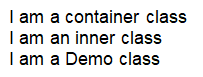 I am a container class
I am an inner class
I am a Demo class